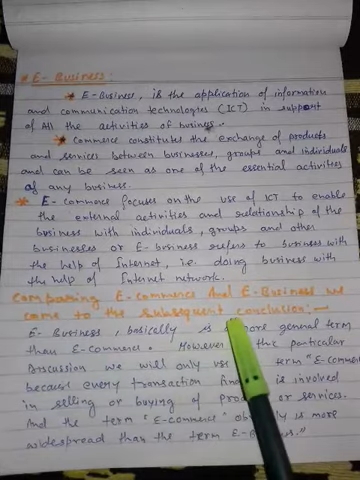 * E- Business:
* E-Business, is the application of information
and communication technologies (ICT) in support
of All the activities of business.
* Commerce constitutes the exchange of products
and services between businesses, groups and individuals
and can be seen as one of the essential activities
of any business.
* E- commerce focuses on the use of ICT to enable
the external activities and relationship of the
business with individuals, groups and other
businesses or E- business refers to business with
the help of Internet, i.e. doing business with
the help of Internet network.
Comparing E-commerce And E-Business we
came to the subsequent conclusion:-
E- Business, basically is more general term
than E-commerce. However this particular
Discussion we will only use term "E-commerce
because every transaction And is involved
in selling or buying of or services.
And the term "E-commerce" is more
widespread than the term